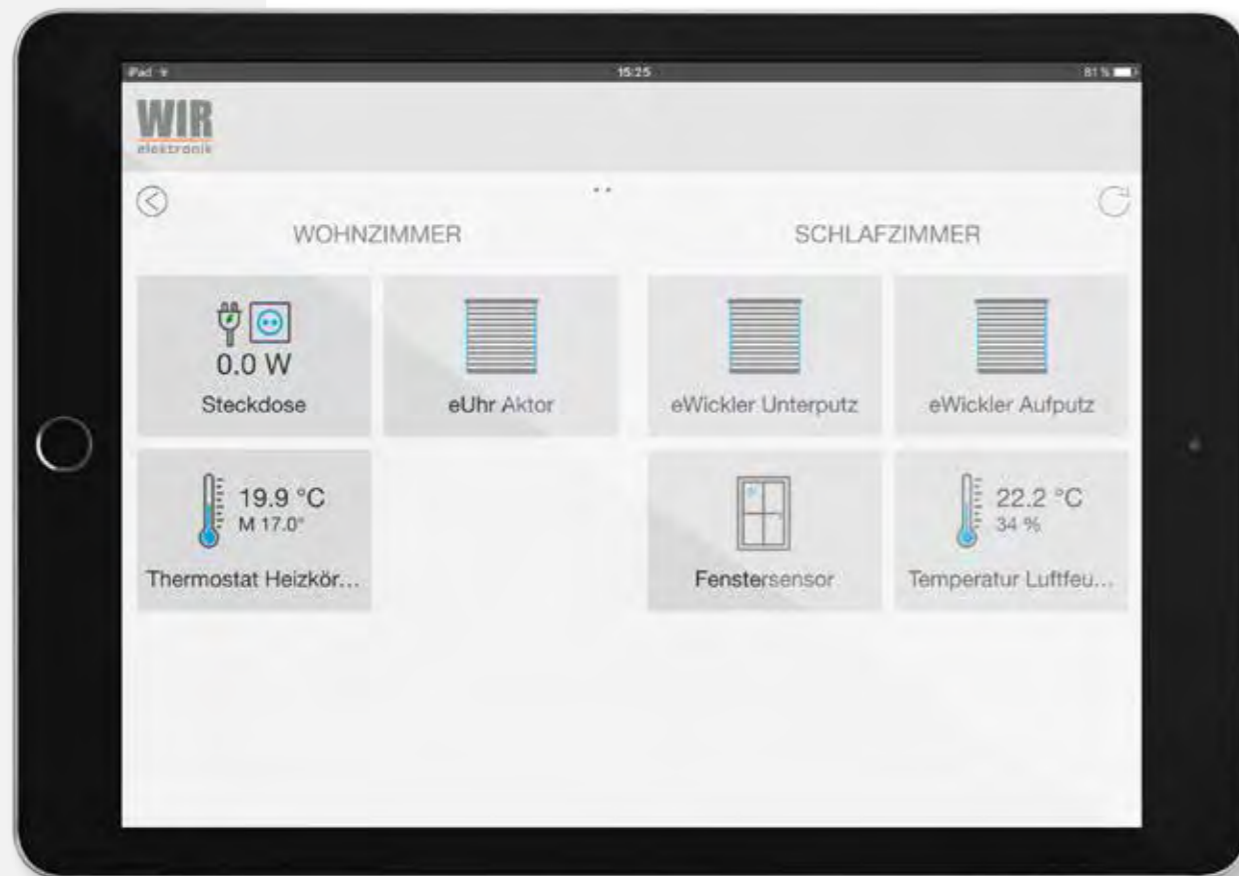 iPad
15:25
81 %
WIR
elektronik
WOHNZIMMER
SCHLAFZIMMER
0.0 W
Steckdose
eUhr Aktor
eWickler Unterputz
eWickler Aufputz
19.9 °C
M 17.0°
Thermostat Heizkör...
Fenstersensor
22.2 °C
34 %
Temperatur Luftfeu...